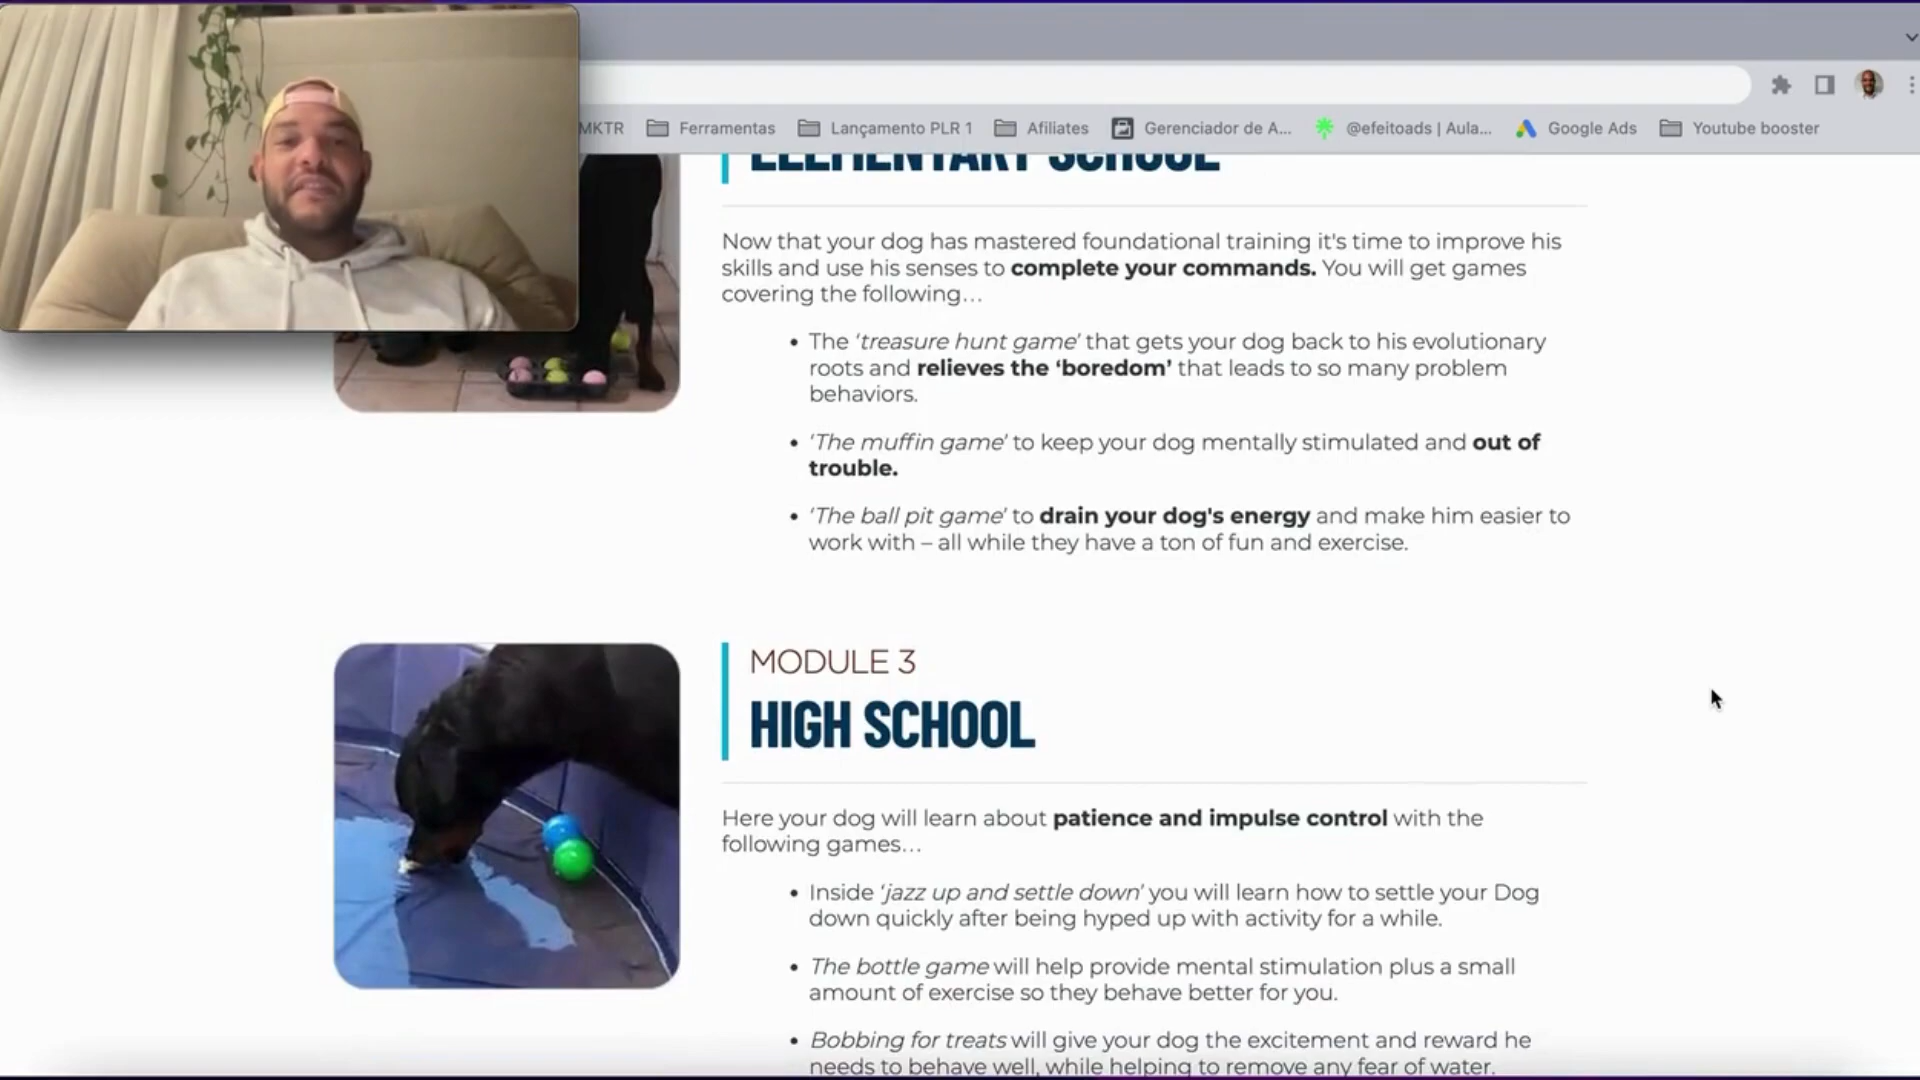 MKTR
Ferramentas
Lançamento PLR 1
Afiliates
Gerenciador de A...
@efeitoads | Aula...
Google Ads
Youtube booster
ELEMENTARY SCHOOL
Now that your dog has mastered foundational training it's time to improve his
skills and use his senses to complete your commands. You will get games
covering the following…
• The ‘treasure hunt game’ that gets your dog back to his evolutionary
roots and relieves the ‘boredom’ that leads to so many problem
behaviors.
• ‘The muffin game’ to keep your dog mentally stimulated and out of
trouble.
• ‘The ball pit game’ to drain your dog's energy and make him easier to
work with – all while they have a ton of fun and exercise.
MODULE 3
HIGH SCHOOL
Here your dog will learn about patience and impulse control with the
following games…
• Inside ‘jazz up and settle down’ you will learn how to settle your Dog
down quickly after being hyped up with activity for a while.
• The bottle game will help provide mental stimulation plus a small
amount of exercise so they behave better for you.
• Bobbing for treats will give your dog the excitement and reward he
needs to behave well, while helping to remove any fear of water.